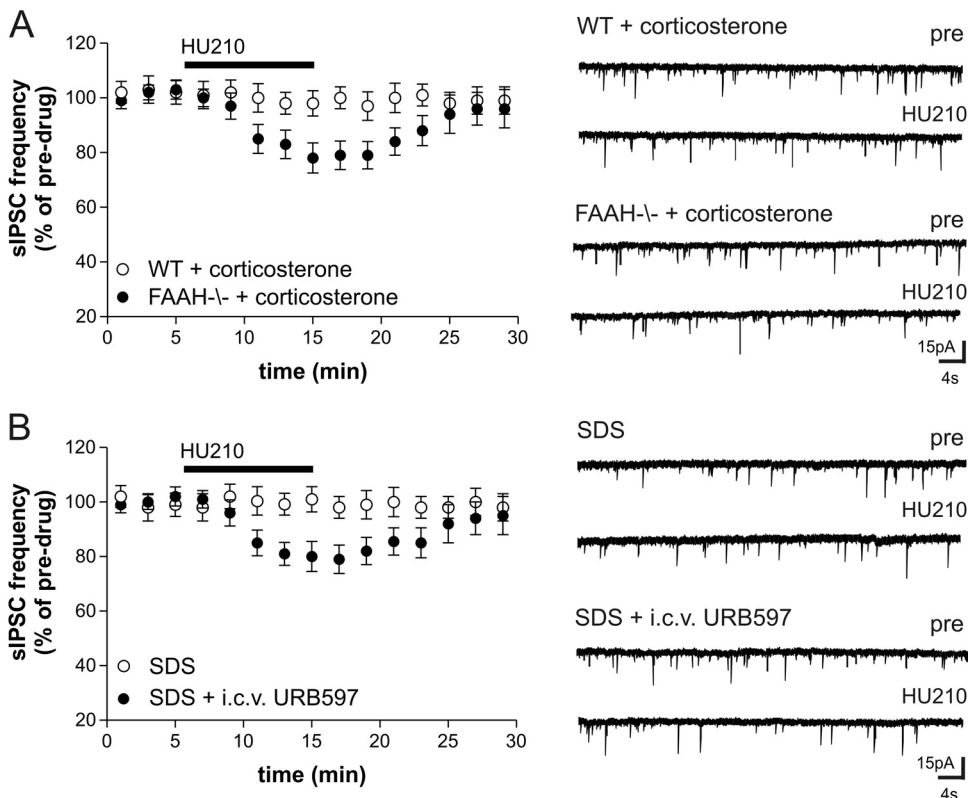 A
HU210
sIPSC frequency
(% of pre-drug)
120
100
80
60
40
20
WT + corticosterone
FAAH-\- + corticosterone
0 5 10 15 20 25 30
time (min)
WT + corticosterone
pre
HU210
FAAH-\- + corticosterone
pre
HU210
15pA
4s
B
HU210
sIPSC frequency
(% of pre-drug)
120
100
80
60
40
20
SDS
SDS + i.c.v. URB597
0 5 10 15 20 25 30
time (min)
SDS
pre
HU210
SDS + i.c.v. URB597
pre
HU210
15pA
4s